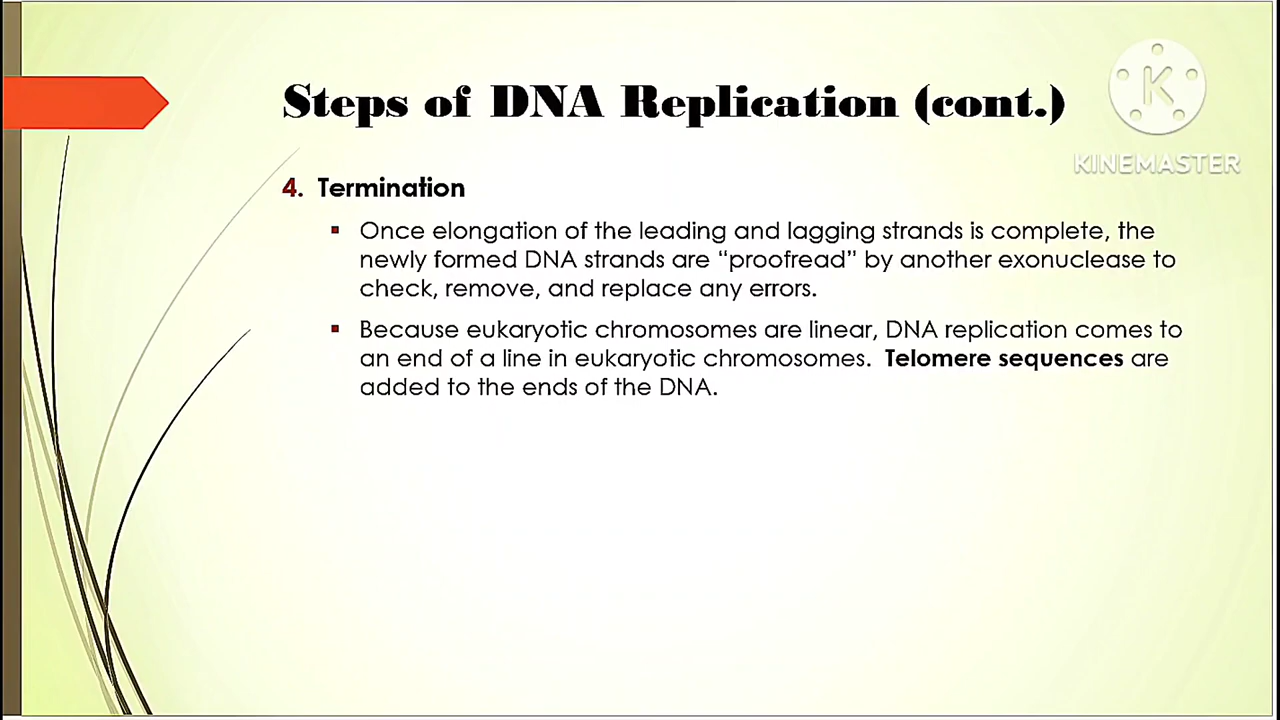 Steps of DNA Replication (cont.)
KINEMASTER
4. Termination
▪ Once elongation of the leading and lagging strands is complete, the
newly formed DNA strands are “proofread” by another exonuclease to
check, remove, and replace any errors.
▪ Because eukaryotic chromosomes are linear, DNA replication comes to
an end of a line in eukaryotic chromosomes. Telomere sequences are
added to the ends of the DNA.